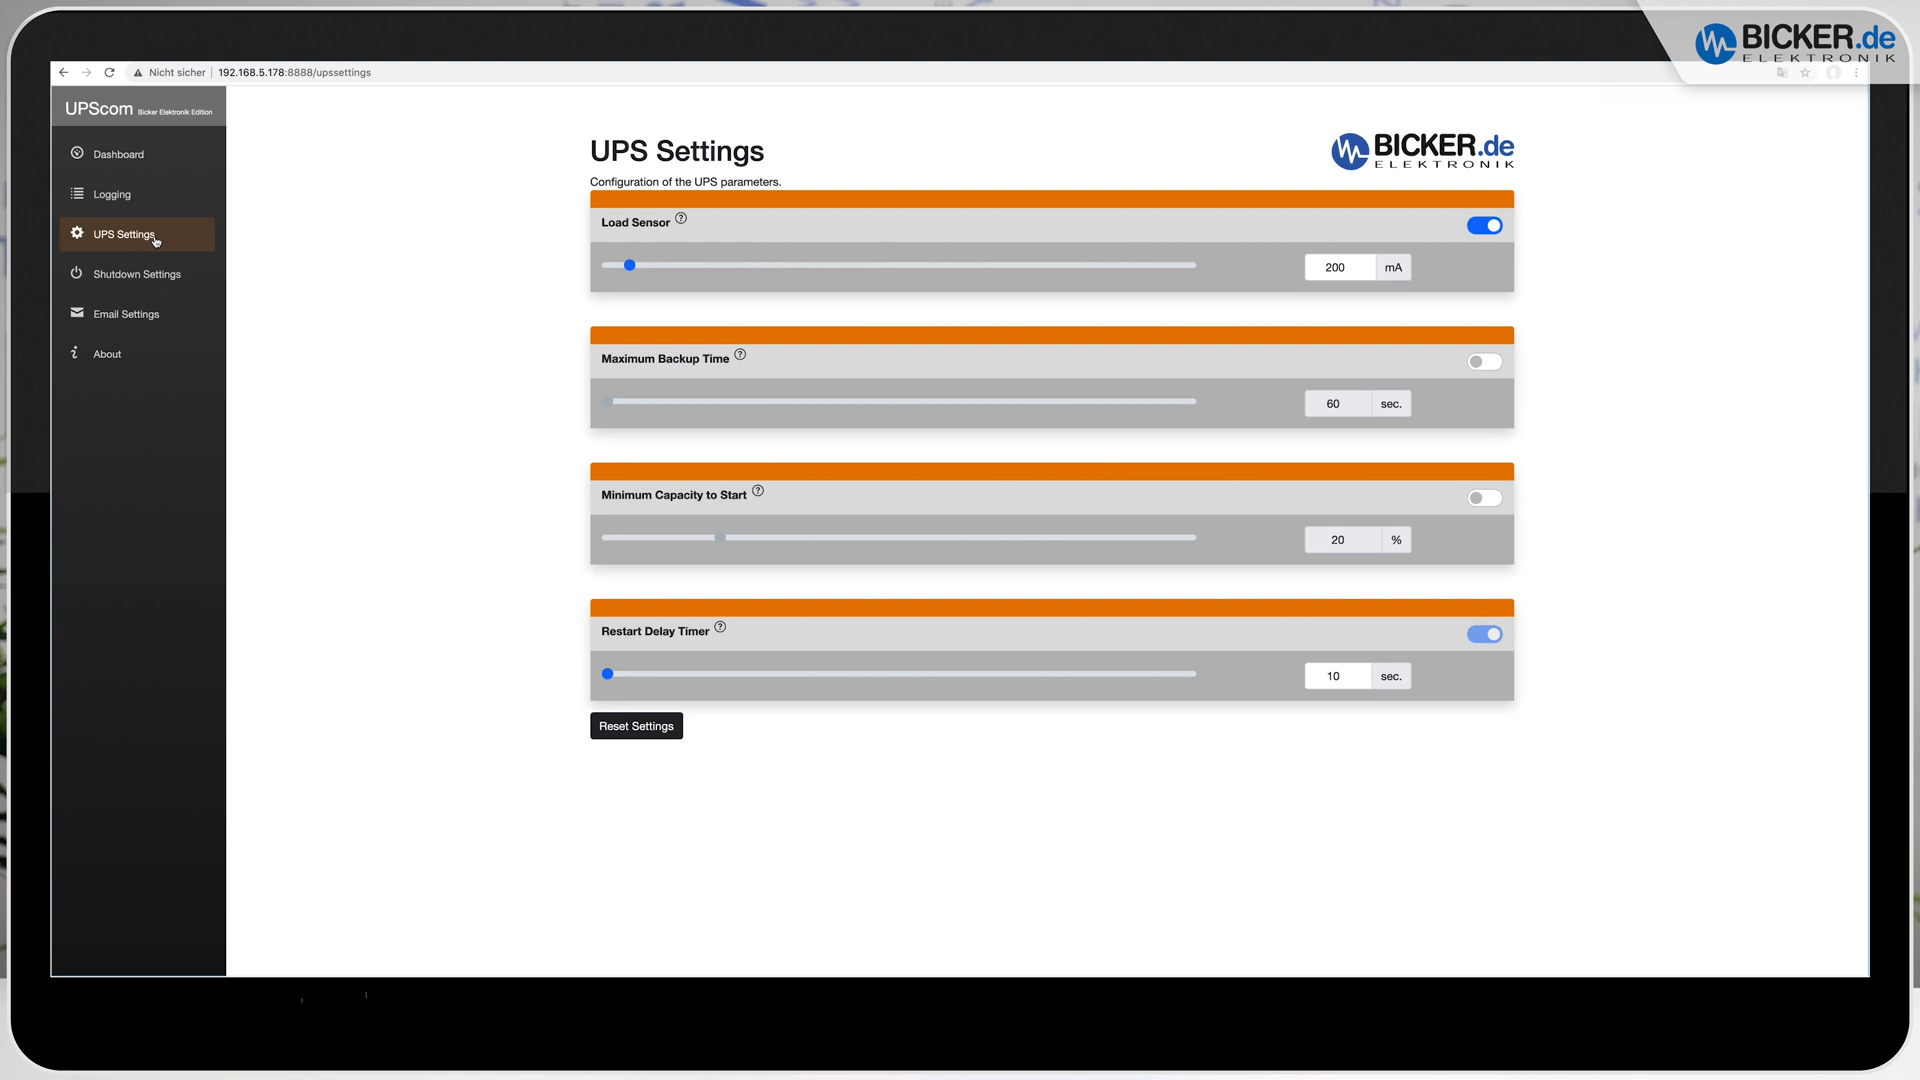 BICKER.de
ELEKTRONIK
Nicht sicher | 192.168.5.178:8888/upssettings
UPScom Bicker Elektronik Edition
Dashboard
Logging
UPS Settings
Shutdown Settings
Email Settings
About
UPS Settings
Configuration of the UPS parameters.
BICKER.de
ELEKTRONIK
Load Sensor ?
200 mA
Maximum Backup Time ?
60 sec.
Minimum Capacity to Start ?
20 %
Restart Delay Timer ?
10 sec.
Reset Settings